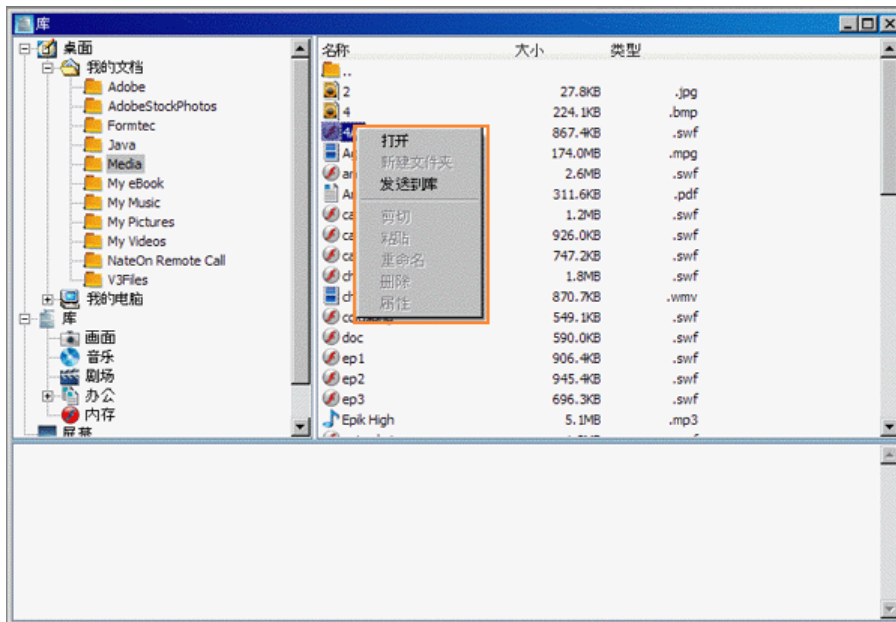 库
桌面
我的文档
Adobe
AdobeStockPhotos
Formtec
Java
Media
My eBook
My Music
My Pictures
My Videos
NateOn Remote Call
V3Files
我的电脑
库
画面
音乐
剧场
办公
内存
屏幕
名称 大小 类型
..
2 27.8KB .jpg
4 224.1KB .bmp
867.4KB .swf
174.0MB .mpg
2.6MB .swf
311.6KB .pdf
1.2MB .swf
926.0KB .swf
747.2KB .swf
1.8MB .swf
870.7KB .wmv
549.1KB .swf
doc 590.0KB .swf
ep1 906.4KB .swf
ep2 945.4KB .swf
ep3 696.3KB .swf
Epik High 5.1MB .mp3
打开
新建文件夹
发送到库
剪切
粘贴
重命名
删除
属性